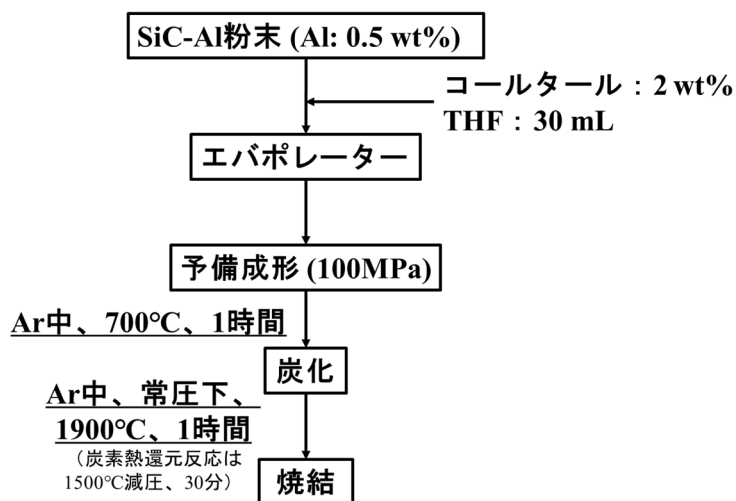 SiC-Al粉末 (Al: 0.5 wt%)
コールタール：2 wt%
THF：30 mL
エバポレーター
予備成形 (100MPa)
Ar中、700℃、1時間
炭化
Ar中、常圧下、
1900℃、1時間
（炭素熱還元反応は
1500℃減圧、30分）
焼結